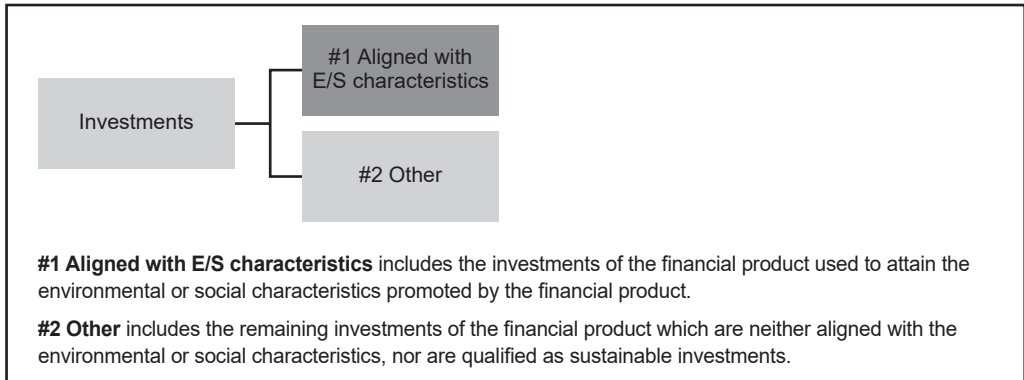 #1 Aligned with
E/S characteristics
Investments
#2 Other
#1 Aligned with E/S characteristics includes the investments of the financial product used to attain the
environmental or social characteristics promoted by the financial product.
#2 Other includes the remaining investments of the financial product which are neither aligned with the
environmental or social characteristics, nor are qualified as sustainable investments.